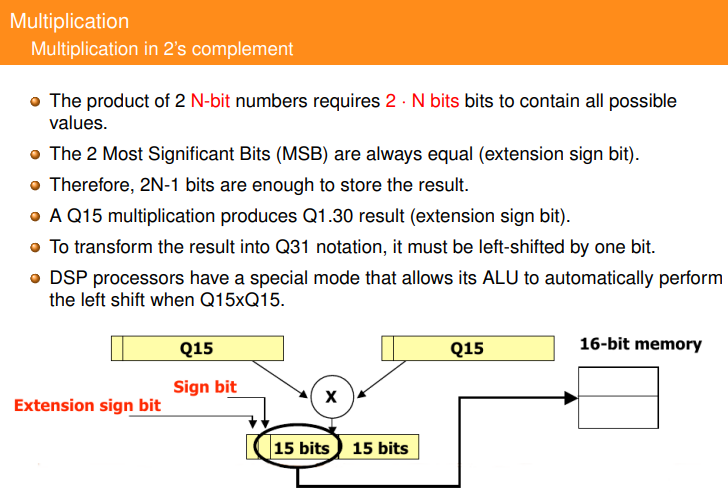 Multiplication
Multiplication in 2's complement
The product of 2 N-bit numbers requires 2 · N bits bits to contain all possible
values.
The 2 Most Significant Bits (MSB) are always equal (extension sign bit).
Therefore, 2N-1 bits are enough to store the result.
A Q15 multiplication produces Q1.30 result (extension sign bit).
To transform the result into Q31 notation, it must be left-shifted by one bit.
DSP processors have a special mode that allows its ALU to automatically perform
the left shift when Q15xQ15.
Q15
Q15
16-bit memory
Sign bit
X
Extension sign bit
15 bits
15 bits